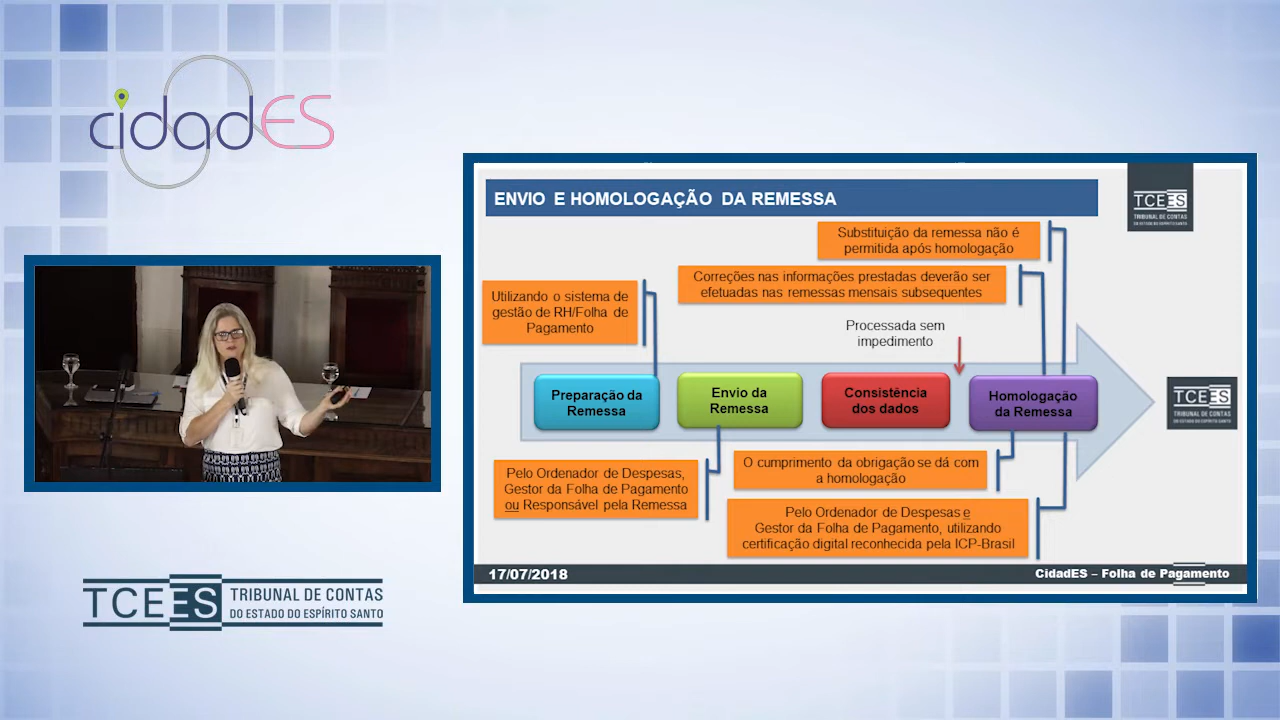 cidadES
TCEES TRIBUNAL DE CONTAS
DO ESTADO DO ESPÍRITO SANTO
ENVIO E HOMOLOGAÇÃO DA REMESSA
TCEES
TRIBUNAL DE CONTAS
DO ESTADO DO ESPÍRITO SANTO
Substituição da remessa não é
permitida após homologação
Correções nas informações prestadas deverão ser
efetuadas nas remessas mensais subsequentes
Utilizando o sistema de
gestão de RH/Folha de
Pagamento
Processada sem
impedimento
Preparação da
Remessa
Envio da
Remessa
Consistência
dos dados
Homologação
da Remessa
TCEES
TRIBUNAL DE CONTAS
DO ESTADO DO ESPÍRITO SANTO
Pelo Ordenador de Despesas,
Gestor da Folha de Pagamento
ou Responsável pela Remessa
O cumprimento da obrigação se dá com
a homologação
Pelo Ordenador de Despesas e
Gestor da Folha de Pagamento, utilizando
certificação digital reconhecida pela ICP-Brasil
17/07/2018
CidadES – Folha de Pagamento